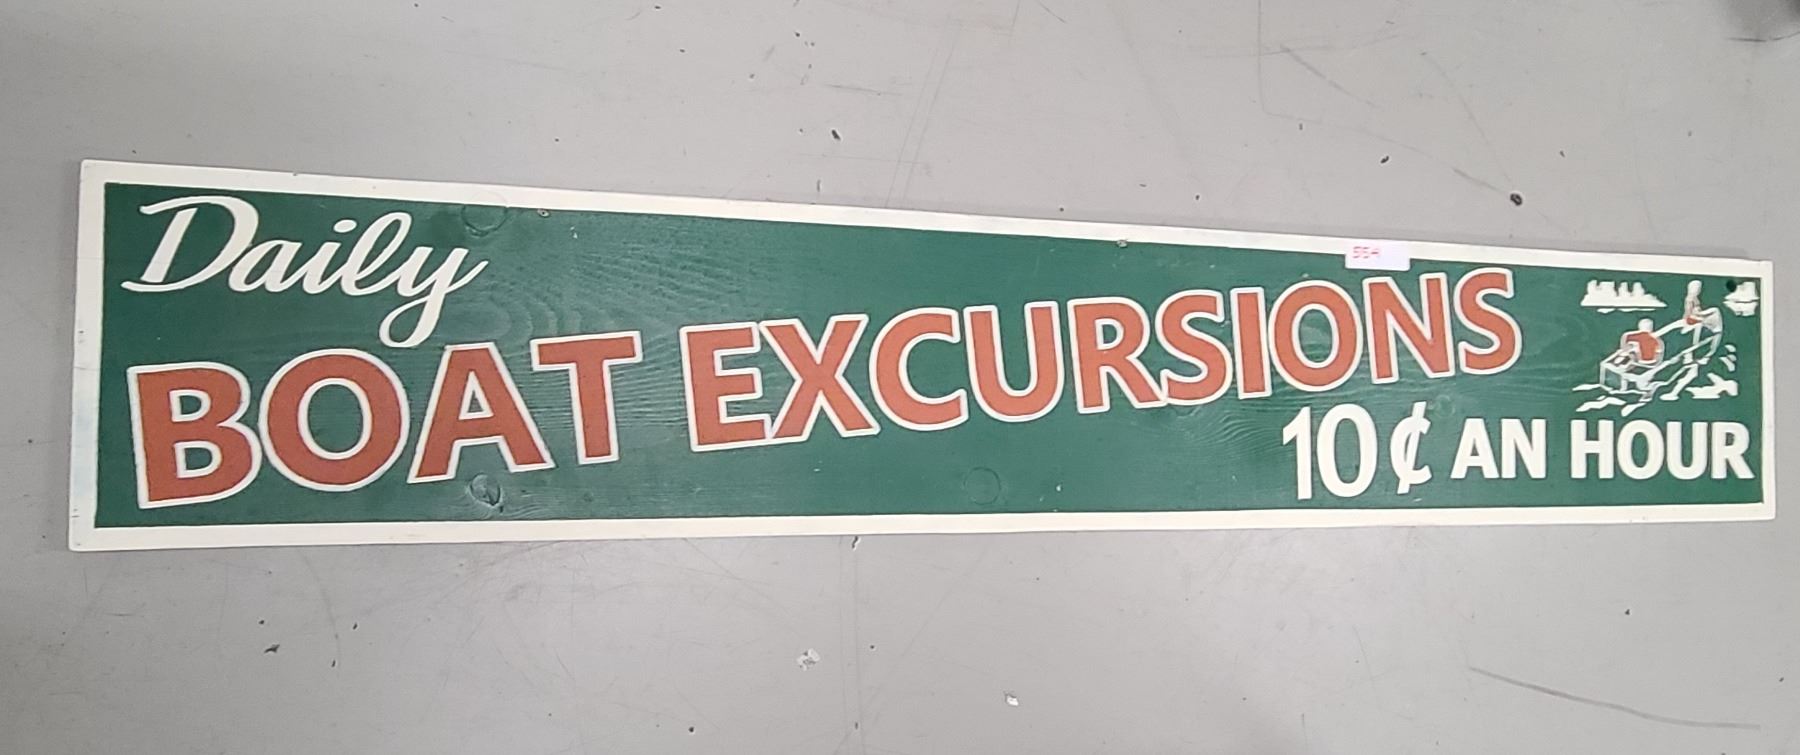 Daily
BOAT EXCURSIONS
10¢ AN HOUR